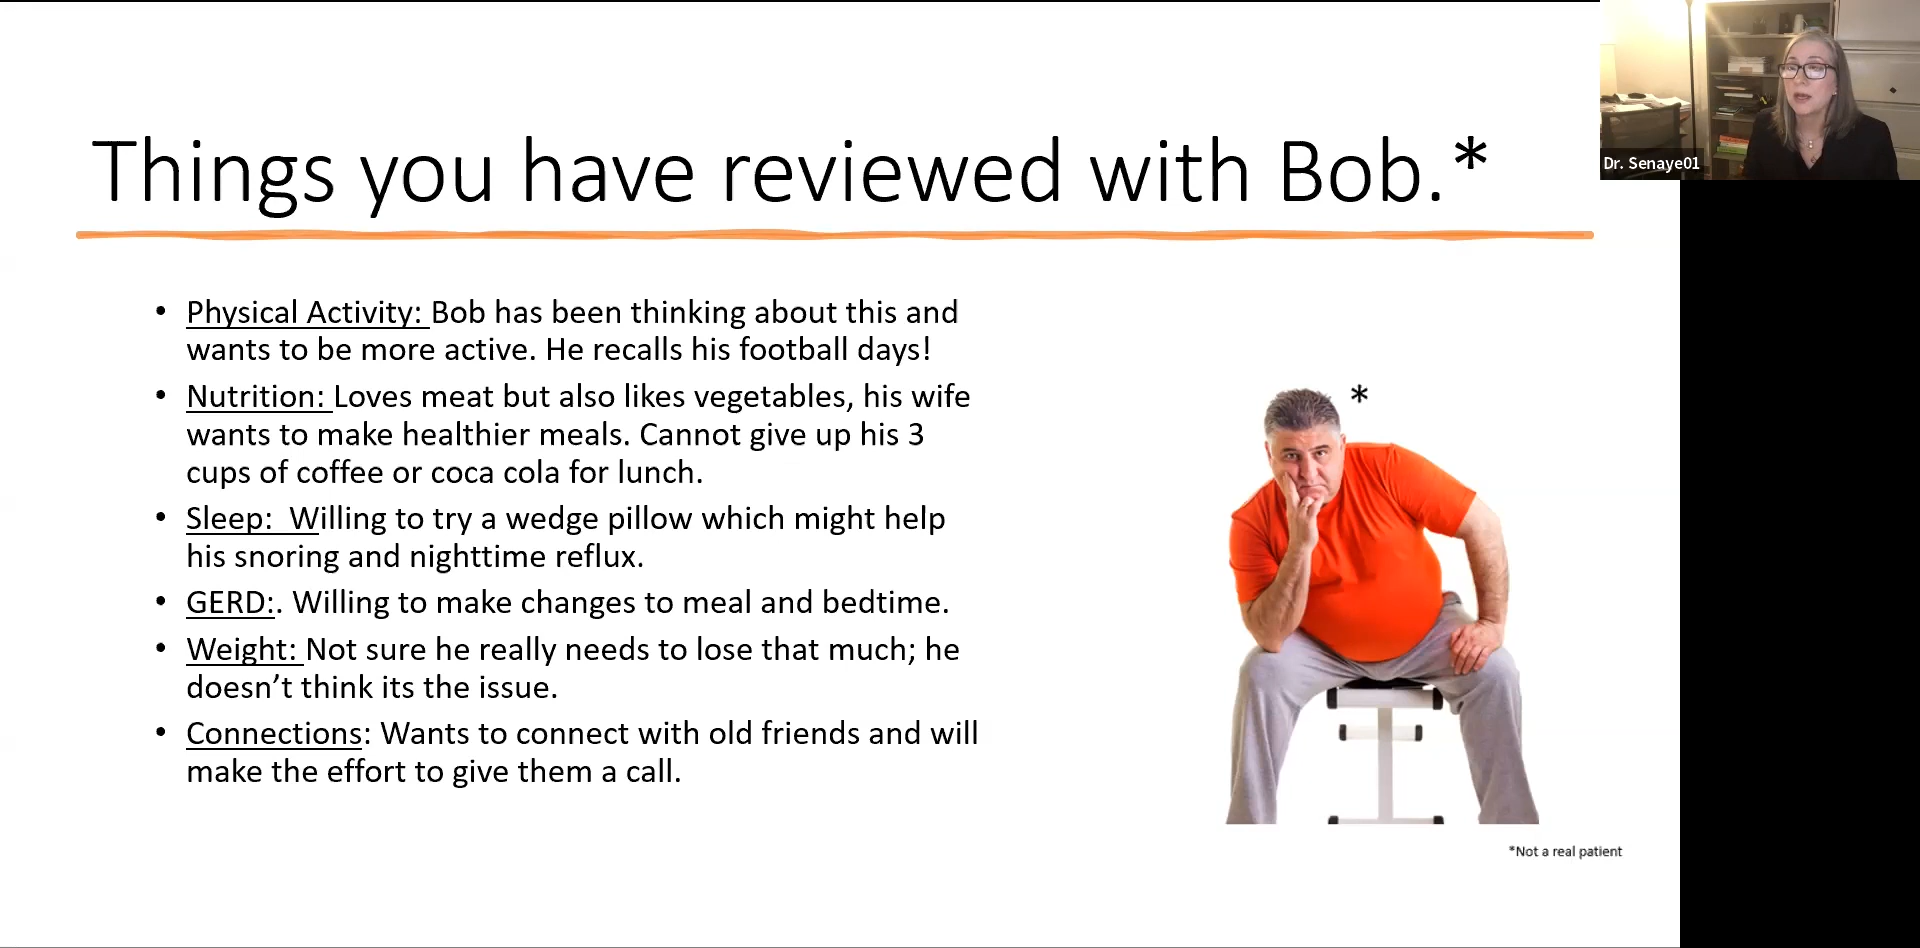 Things you have reviewed with Bob.*
Dr. Senaye01
• Physical Activity: Bob has been thinking about this and
wants to be more active. He recalls his football days!
• Nutrition: Loves meat but also likes vegetables, his wife
wants to make healthier meals. Cannot give up his 3
cups of coffee or coca cola for lunch.
• Sleep:  Willing to try a wedge pillow which might help
his snoring and nighttime reflux.
• GERD:. Willing to make changes to meal and bedtime.
• Weight: Not sure he really needs to lose that much; he
doesn’t think its the issue.
• Connections: Wants to connect with old friends and will
make the effort to give them a call.
*
*Not a real patient